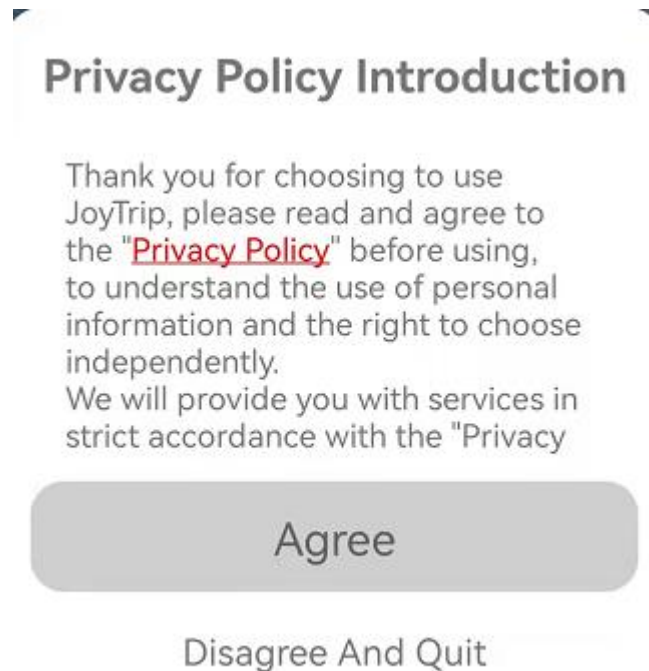 Privacy Policy Introduction
Thank you for choosing to use
JoyTrip, please read and agree to
the "Privacy Policy" before using,
to understand the use of personal
information and the right to choose
independently.
We will provide you with services in
strict accordance with the "Privacy
Agree
Disagree And Quit